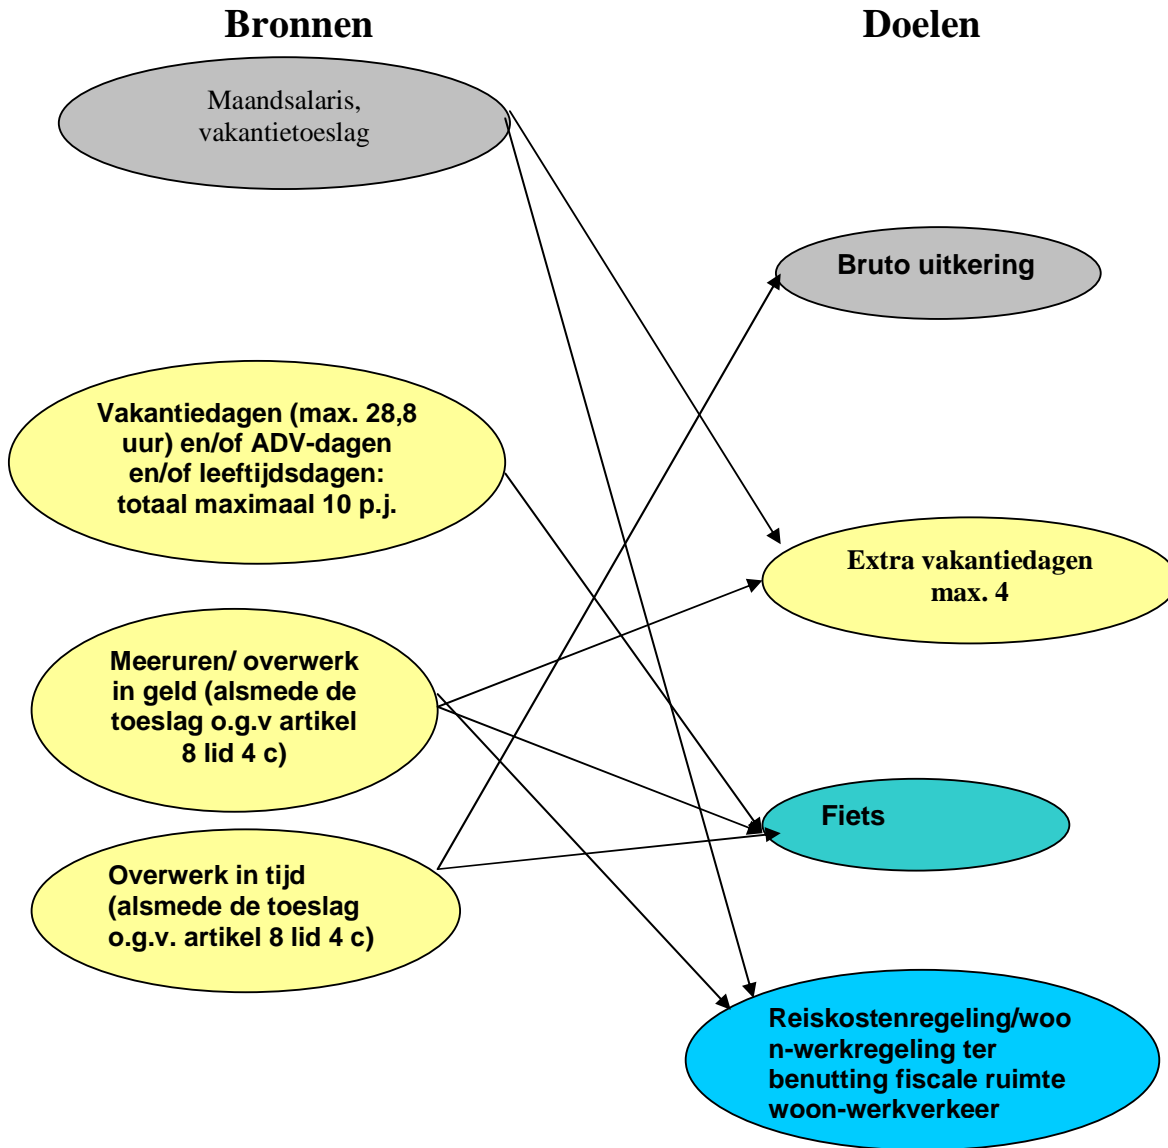 Bronnen
Doelen
Maandsalaris,
vakantietoeslag
Bruto uitkering
Vakantiedagen (max. 28,8
uur) en/of ADV-dagen
en/of leeftijdsdagen:
totaal maximaal 10 p.j.
Extra vakantiedagen
max. 4
Meeruren/ overwerk
in geld (alsmede de
toeslag o.g.v artikel
8 lid 4 c)
Fiets
Overwerk in tijd
(alsmede de toeslag
o.g.v. artikel 8 lid 4 c)
Reiskostenregeling/woo
n-werkregeling ter
benutting fiscale ruimte
woon-werkverkeer